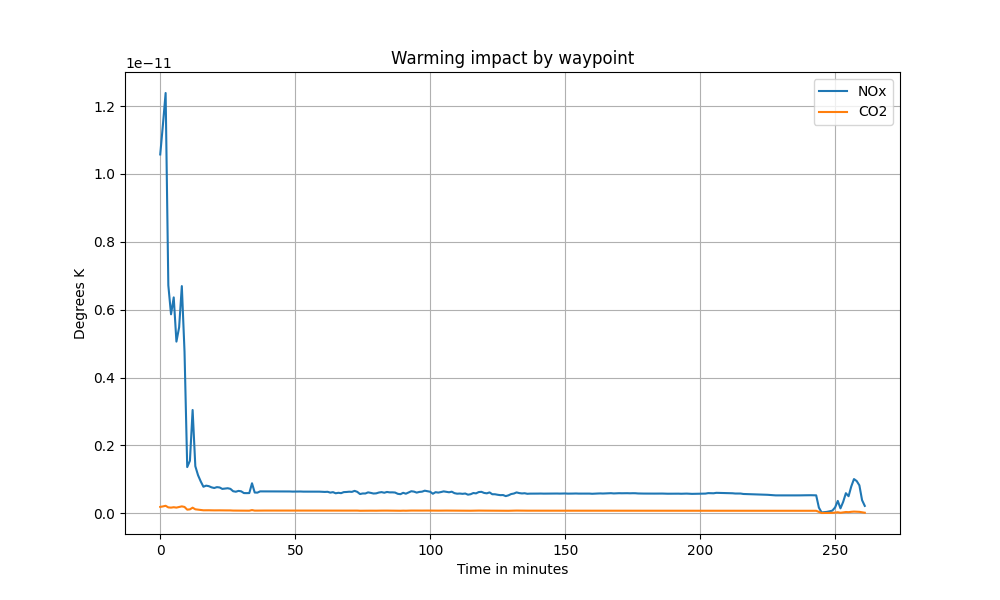 Warming impact by waypoint
1e−11
NOx
CO2
1.2
1.0
0.8
0.6
0.4
0.2
0.0
Degrees K
0 50 100 150 200 250
Time in minutes